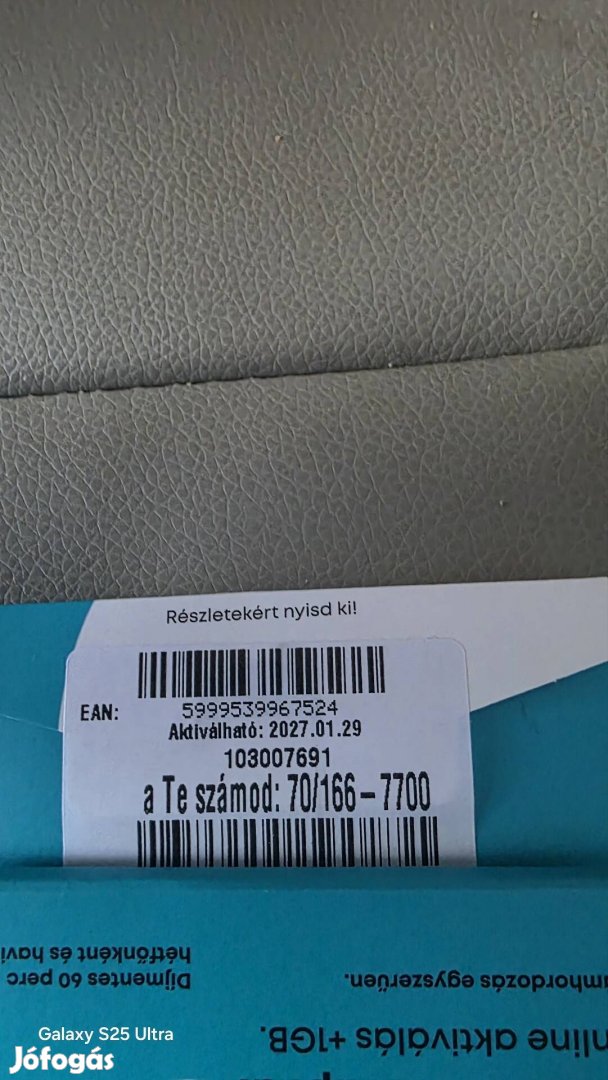 Részletekért nyisd ki!
EAN: 5999539967524
Aktiválható: 2027.01.29
103007691
a Te számod: 70/166-7700
Díjmentes 60 perc
hétfőnként és havi
mhordozás egyszerűen.
nline aktiválás +1GB.
Galaxy S25 Ultra
Jófogás